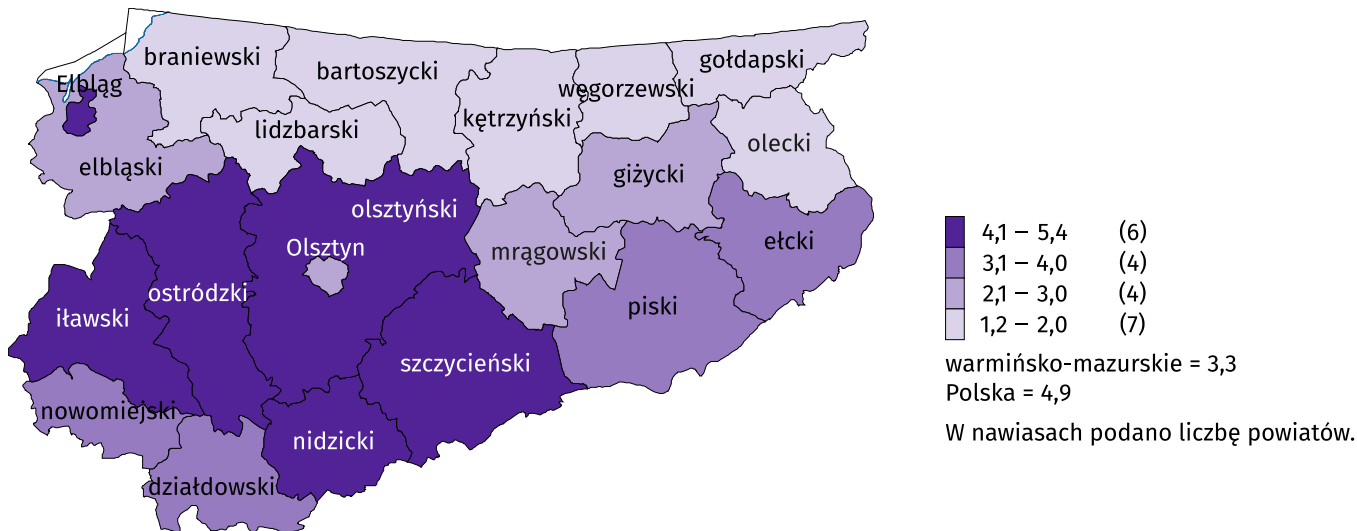 braniewski
bartoszycki
gołdapski
Elbląg
węgorzewski
kętrzyński
lidzbarski
olecki
elbląski
giżycki
olsztyński
Olsztyn
mrągowski
ełcki
ostródzki
iławski
piski
szczycieński
nowomiejski
nidzicki
działdowski
4,1 – 5,4 (6)
3,1 – 4,0 (4)
2,1 – 3,0 (4)
1,2 – 2,0 (7)
warmińsko-mazurskie = 3,3
Polska = 4,9
W nawiasach podano liczbę powiatów.